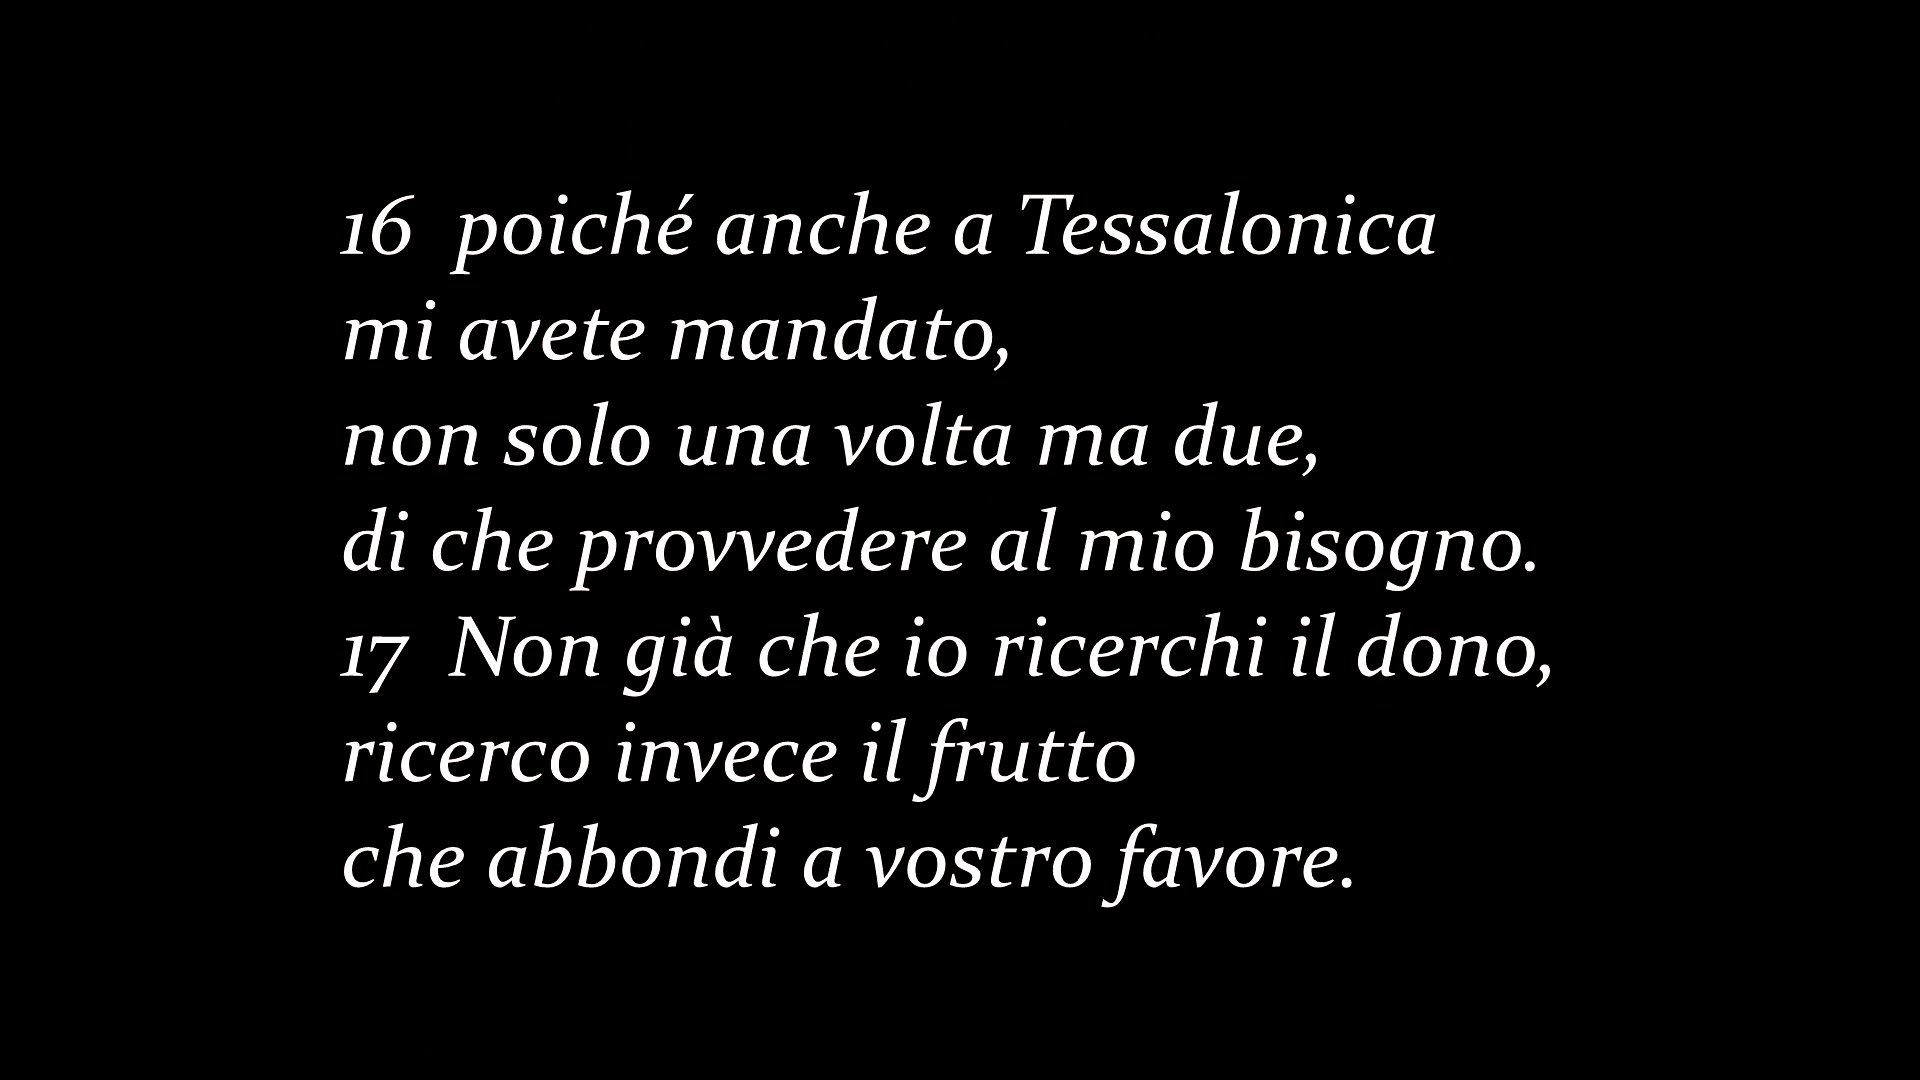 16 poiché anche a Tessalonica
mi avete mandato,
non solo una volta ma due,
di che provvedere al mio bisogno.
17 Non già che io ricerchi il dono,
ricerco invece il frutto
che abbondi a vostro favore.